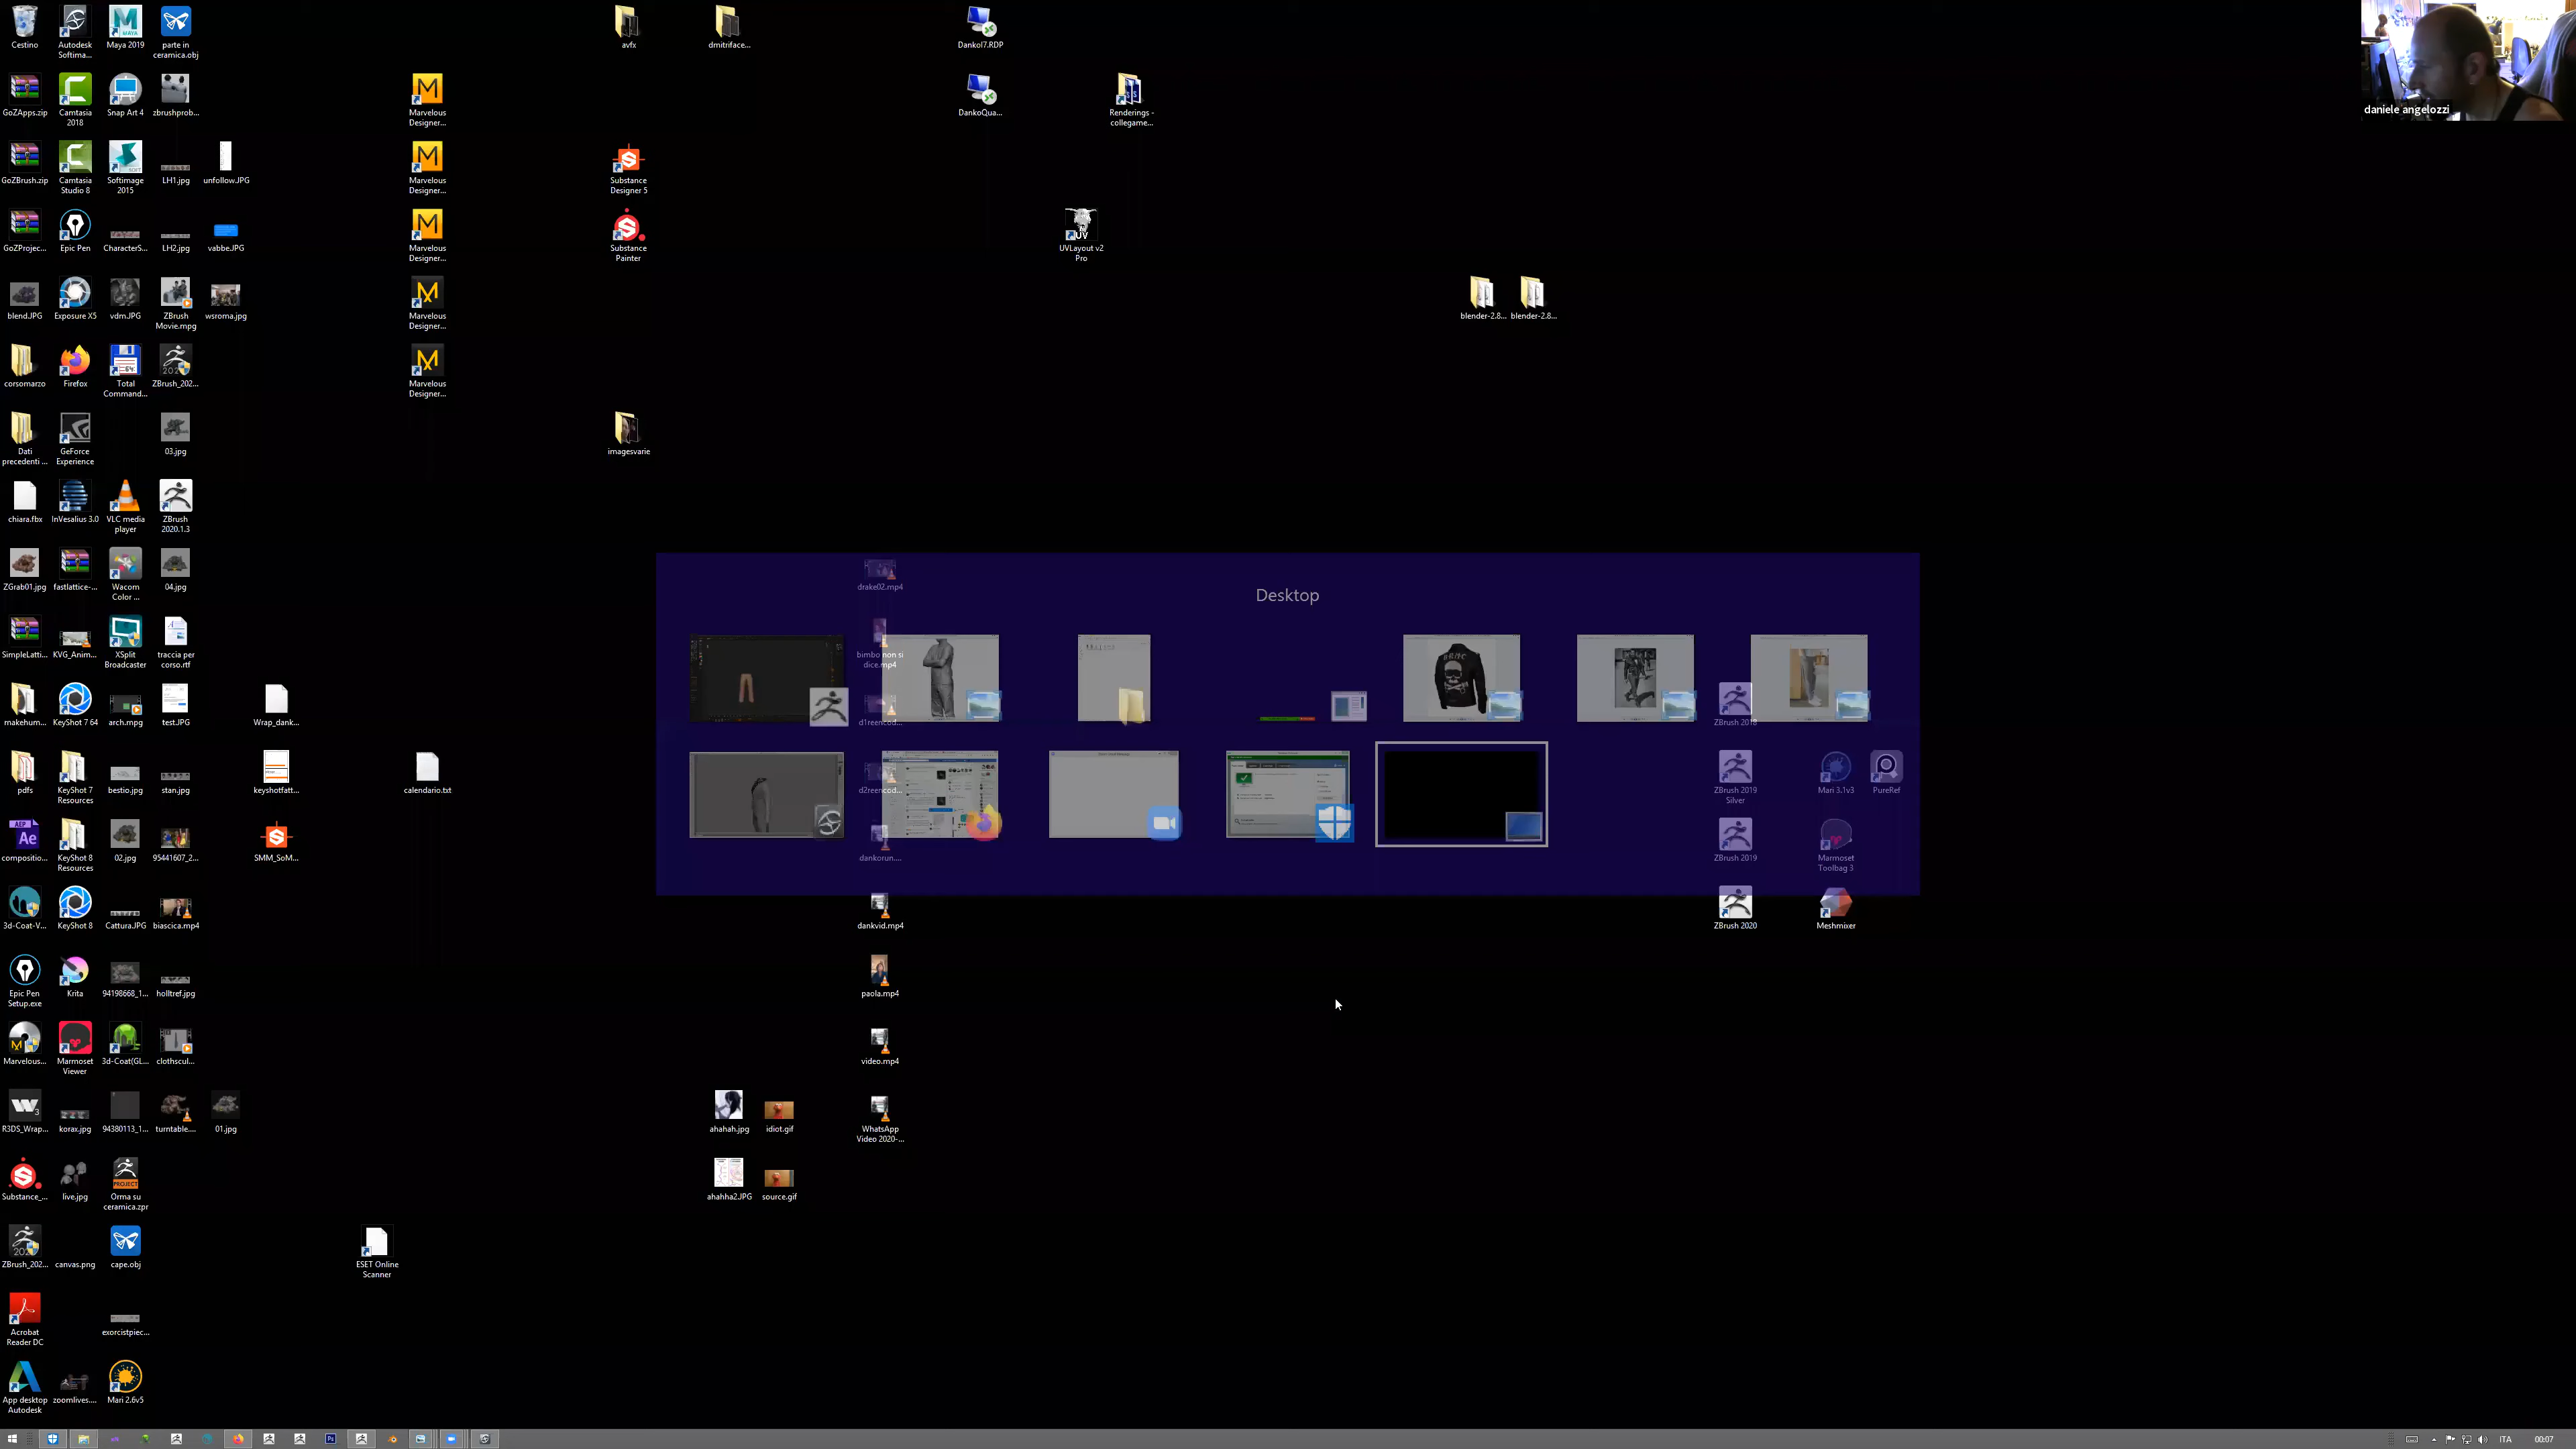 Cestino
Autodesk Softima...
Maya 2019
parte in ceramica.obj
avfx
dmitriface...
DankoI7.RDP
daniele angelozzi
GoZApps.zip
Camtasia 2018
Snap Art 4
zbrushprob...
Marvelous Designer...
DankoQua...
Renderings - collegame...
GoZBrush.zip
Camtasia Studio 8
Softimage 2015
LH1.jpg
unfollow.JPG
Marvelous Designer...
Substance Designer 5
GoZProjec...
Epic Pen
CharacterS...
LH2.jpg
vabbe.JPG
Marvelous Designer...
Substance Painter
UVLayout v2 Pro
blend.JPG
Exposure X5
vdm.JPG
ZBrush Movie.mpg
wsroma.jpg
Marvelous Designer...
blender-2.8...
blender-2.8...
corsomarzo
Firefox
Total Command...
ZBrush_202...
Marvelous Designer...
Dati precedenti ...
GeForce Experience
03.jpg
imagesvarie
chiara.fbx
InVesalius 3.0
VLC media player
ZBrush 2020.1.3
ZGrab01.jpg
fastlattice-...
Wacom Color ...
04.jpg
drake02.mp4
Desktop
SimpleLatti...
KVG_Anim...
XSplit Broadcaster
traccia per corso.rtf
bimbo non si dice.mp4
makehum...
KeyShot 7 64
arch.mpg
test.JPG
Wrap_dank...
d1reencod...
ZBrush 2018
pdfs
KeyShot 7 Resources
bestio.jpg
stan.jpg
keyshotfatt...
calendario.txt
d2reencod...
ZBrush 2019 Silver
Mari 3.1v3
PureRef
compositio...
KeyShot 8 Resources
02.jpg
95441607_2...
SMM_SoM...
dankorun....
ZBrush 2019
Marmoset Toolbag 3
3d-Coat-V...
KeyShot 8
Cattura.JPG
biascica.mp4
dankvid.mp4
ZBrush 2020
Meshmixer
Epic Pen Setup.exe
Krita
94198668_1...
holltref.jpg
paola.mp4
Marvelous...
Marmoset Viewer
3d-Coat(GL...
clothscul...
video.mp4
R3DS_Wrap...
korax.jpg
94380113_1...
turntable....
01.jpg
ahahah.jpg
idiot.gif
WhatsApp Video 2020-...
Substance_...
live.jpg
Orma su ceramica.zpr
ahahha2.JPG
source.gif
ZBrush_202...
canvas.png
cape.obj
ESET Online Scanner
Acrobat Reader DC
exorcistpiec...
App desktop Autodesk
zoomlives....
Mari 2.6v5
ITA
00:07